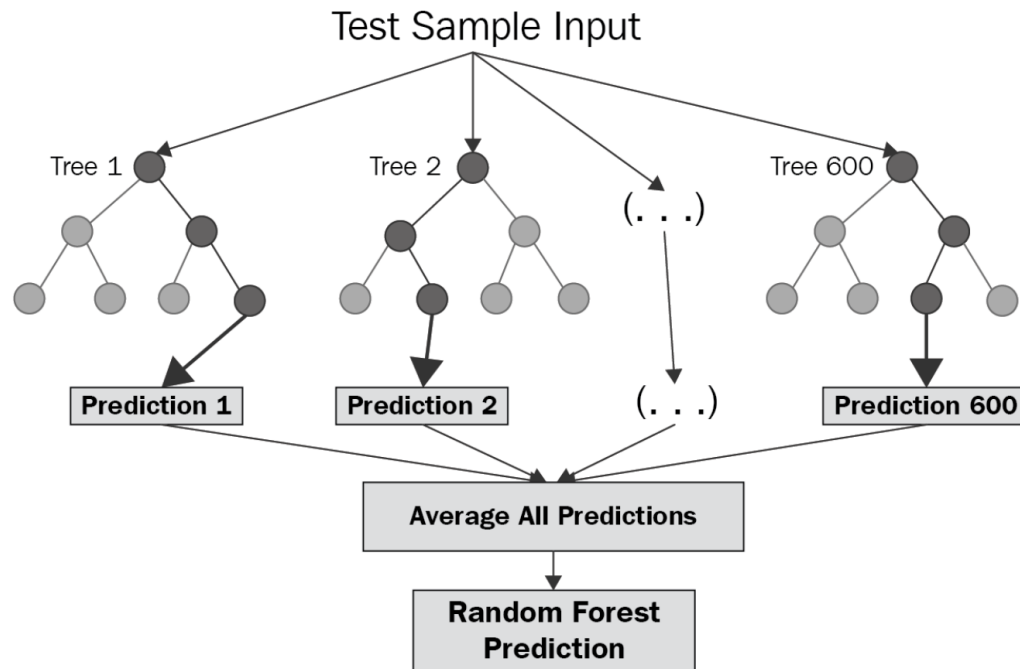 Test Sample Input
Tree 1
Tree 2
Tree 600
(. . .)
Prediction 1
Prediction 2
(. . .)
Prediction 600
Average All Predictions
Random Forest
Prediction